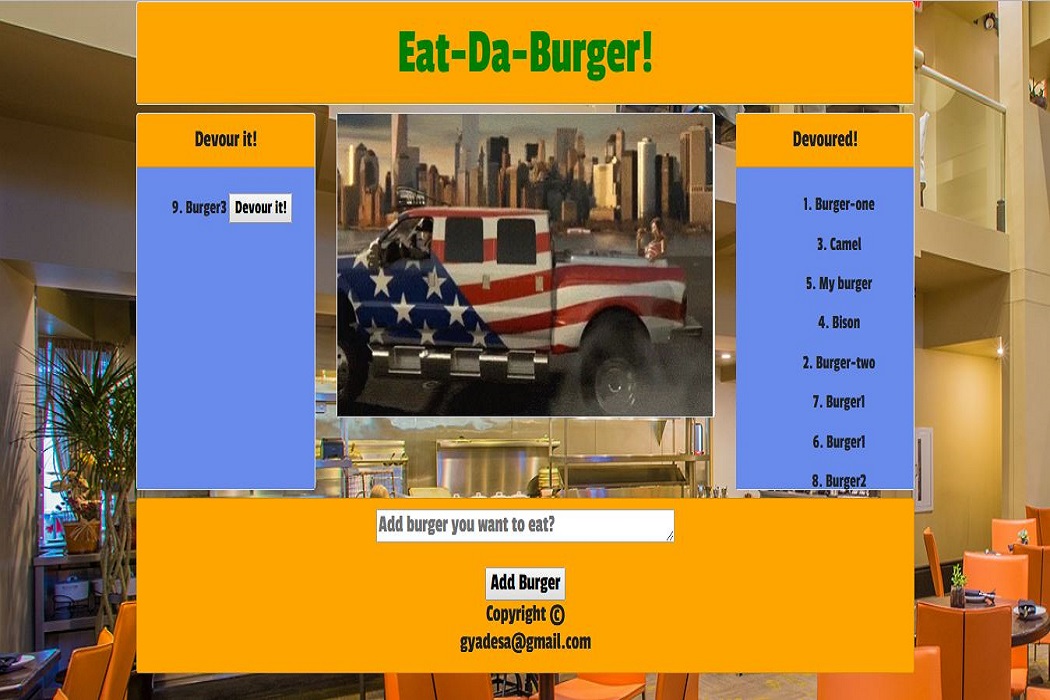 Eat-Da-Burger!
Devour it!
9. Burger3 Devour it!
Devoured!
1. Burger-one
3. Camel
5. My burger
4. Bison
2. Burger-two
7. Burger1
6. Burger1
8. Burger2
Add burger you want to eat?
Add Burger
Copyright ©
gyadesa@gmail.com